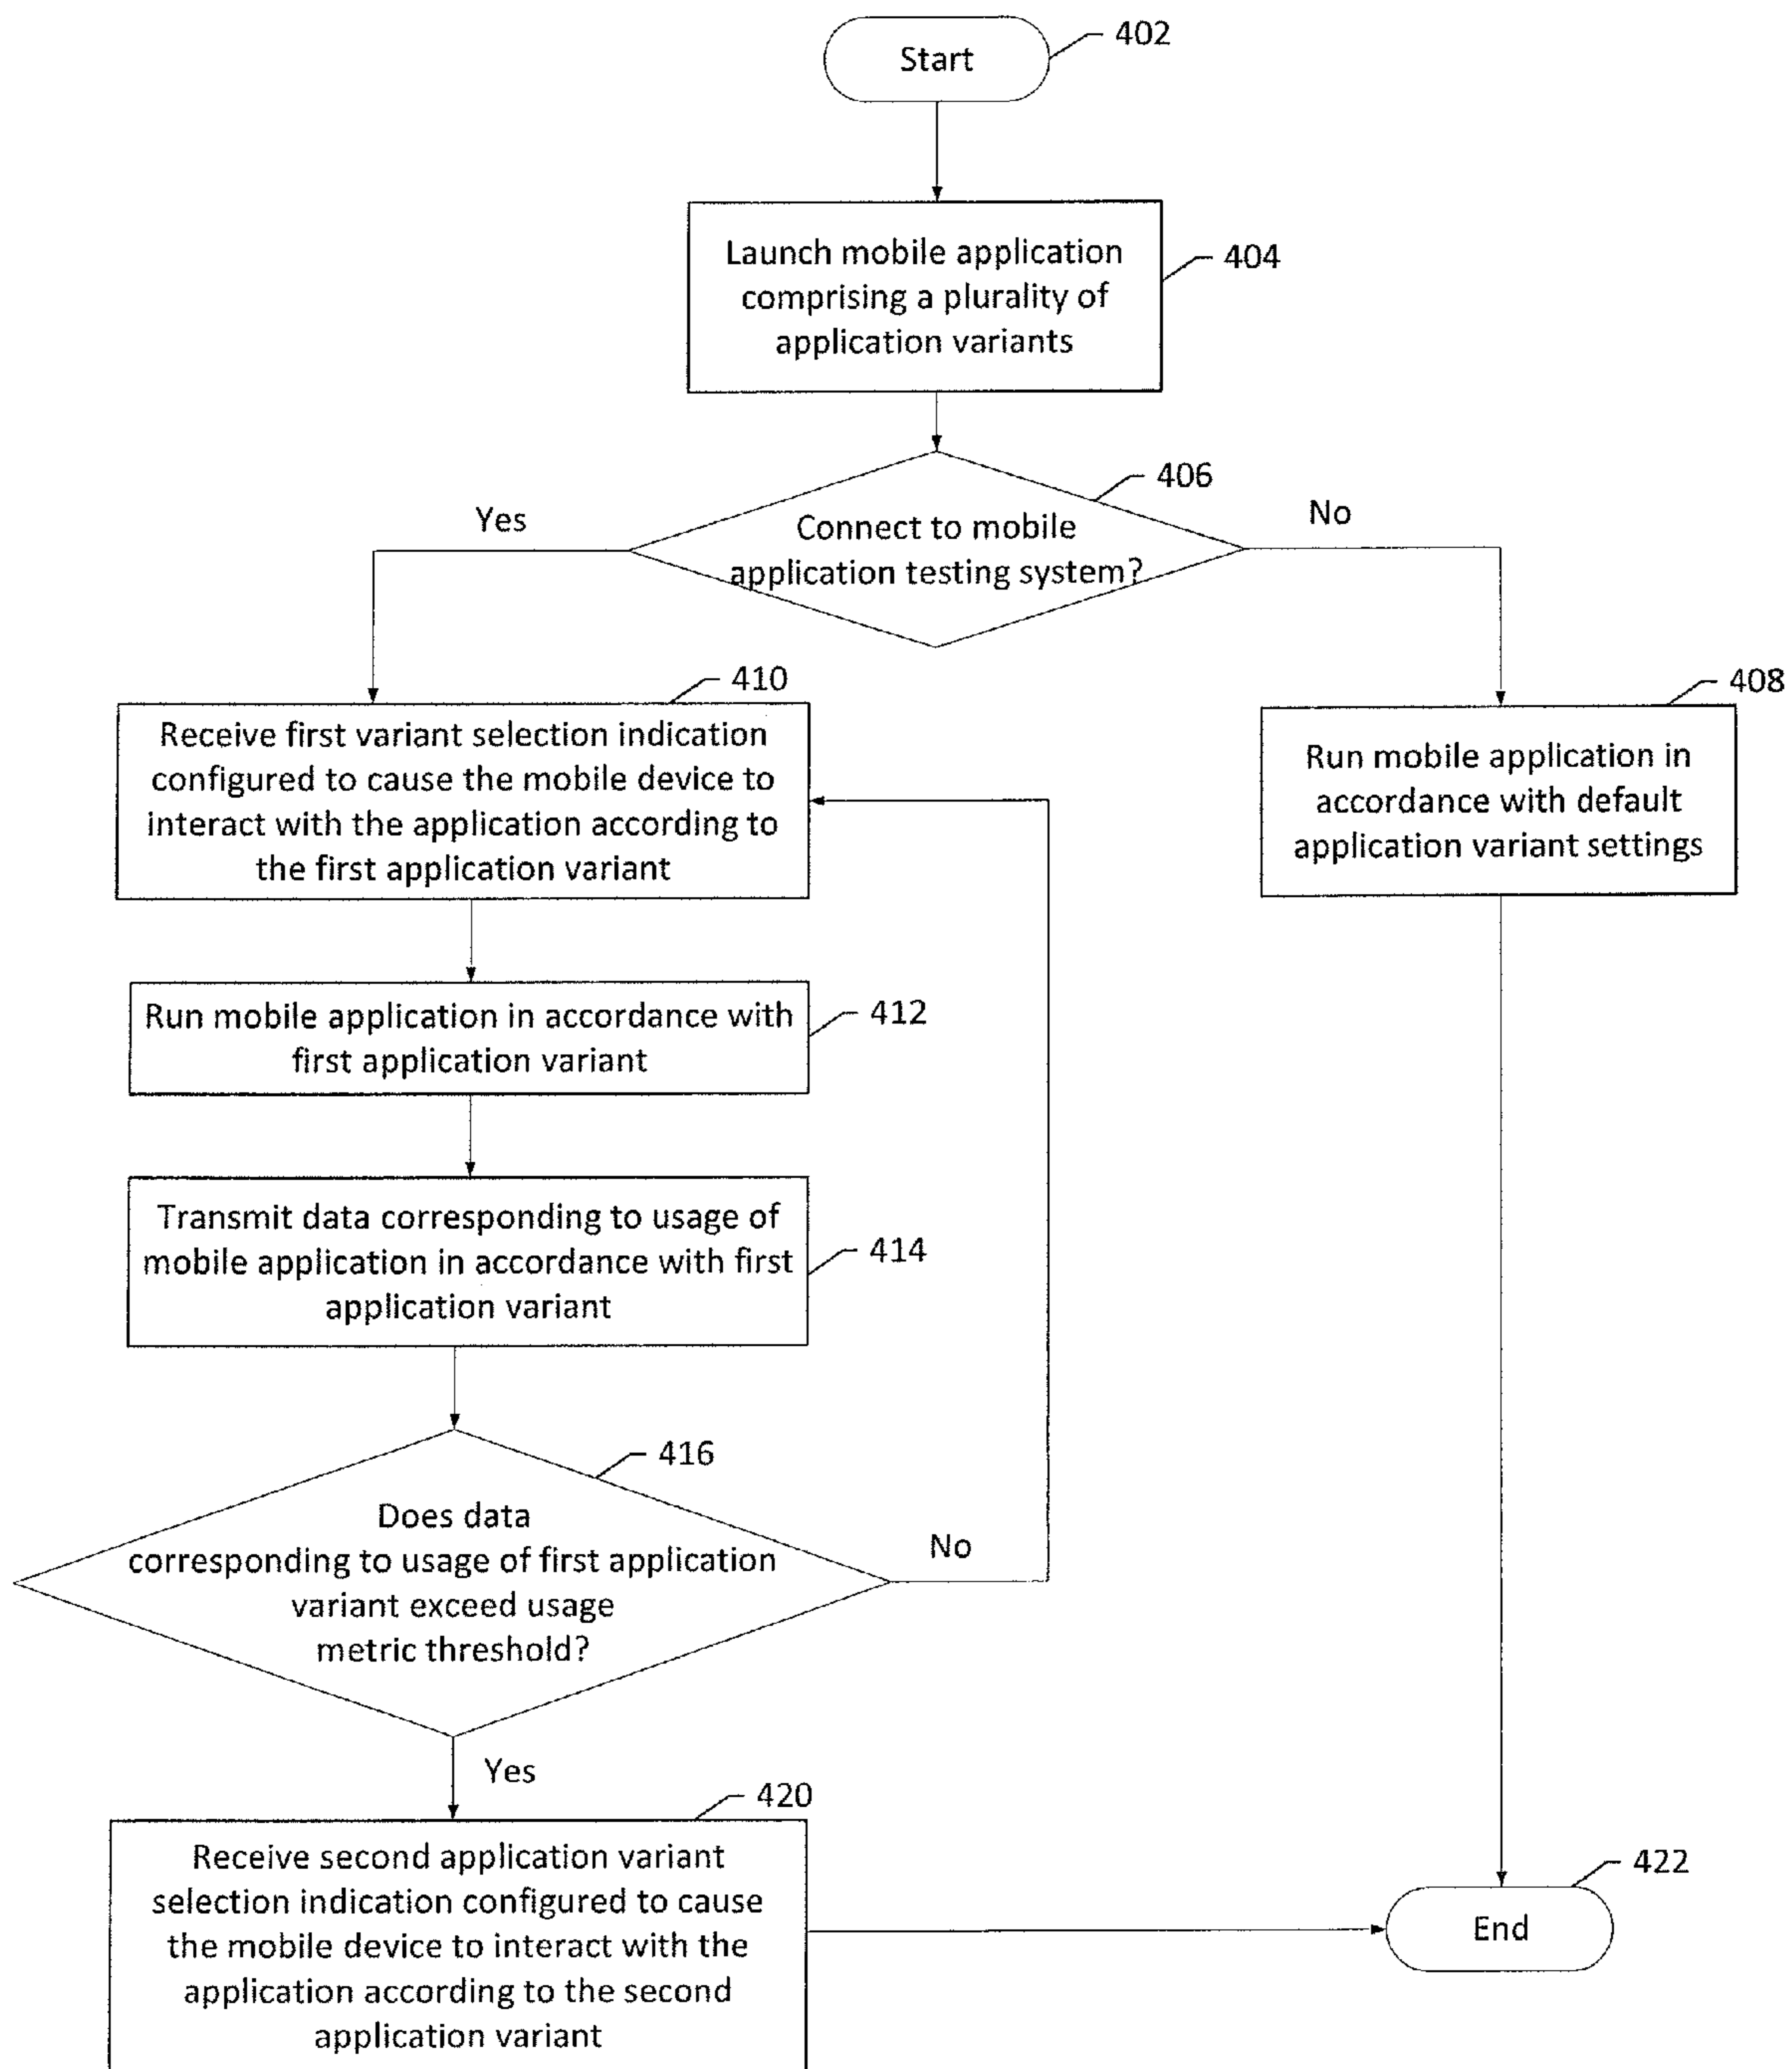 Start
402
Launch mobile application
comprising a plurality of
application variants
404
406
Yes
Connect to mobile
application testing system?
No
410
Receive first variant selection indication
configured to cause the mobile device to
interact with the application according to
the first application variant
408
Run mobile application in
accordance with default
application variant settings
Run mobile application in accordance with
first application variant
412
Transmit data corresponding to usage of
mobile application in accordance with first
application variant
414
416
Does data
corresponding to usage of first application
variant exceed usage
metric threshold?
No
Yes
420
Receive second application variant
selection indication configured to cause
the mobile device to interact with the
application according to the second
application variant
422
End